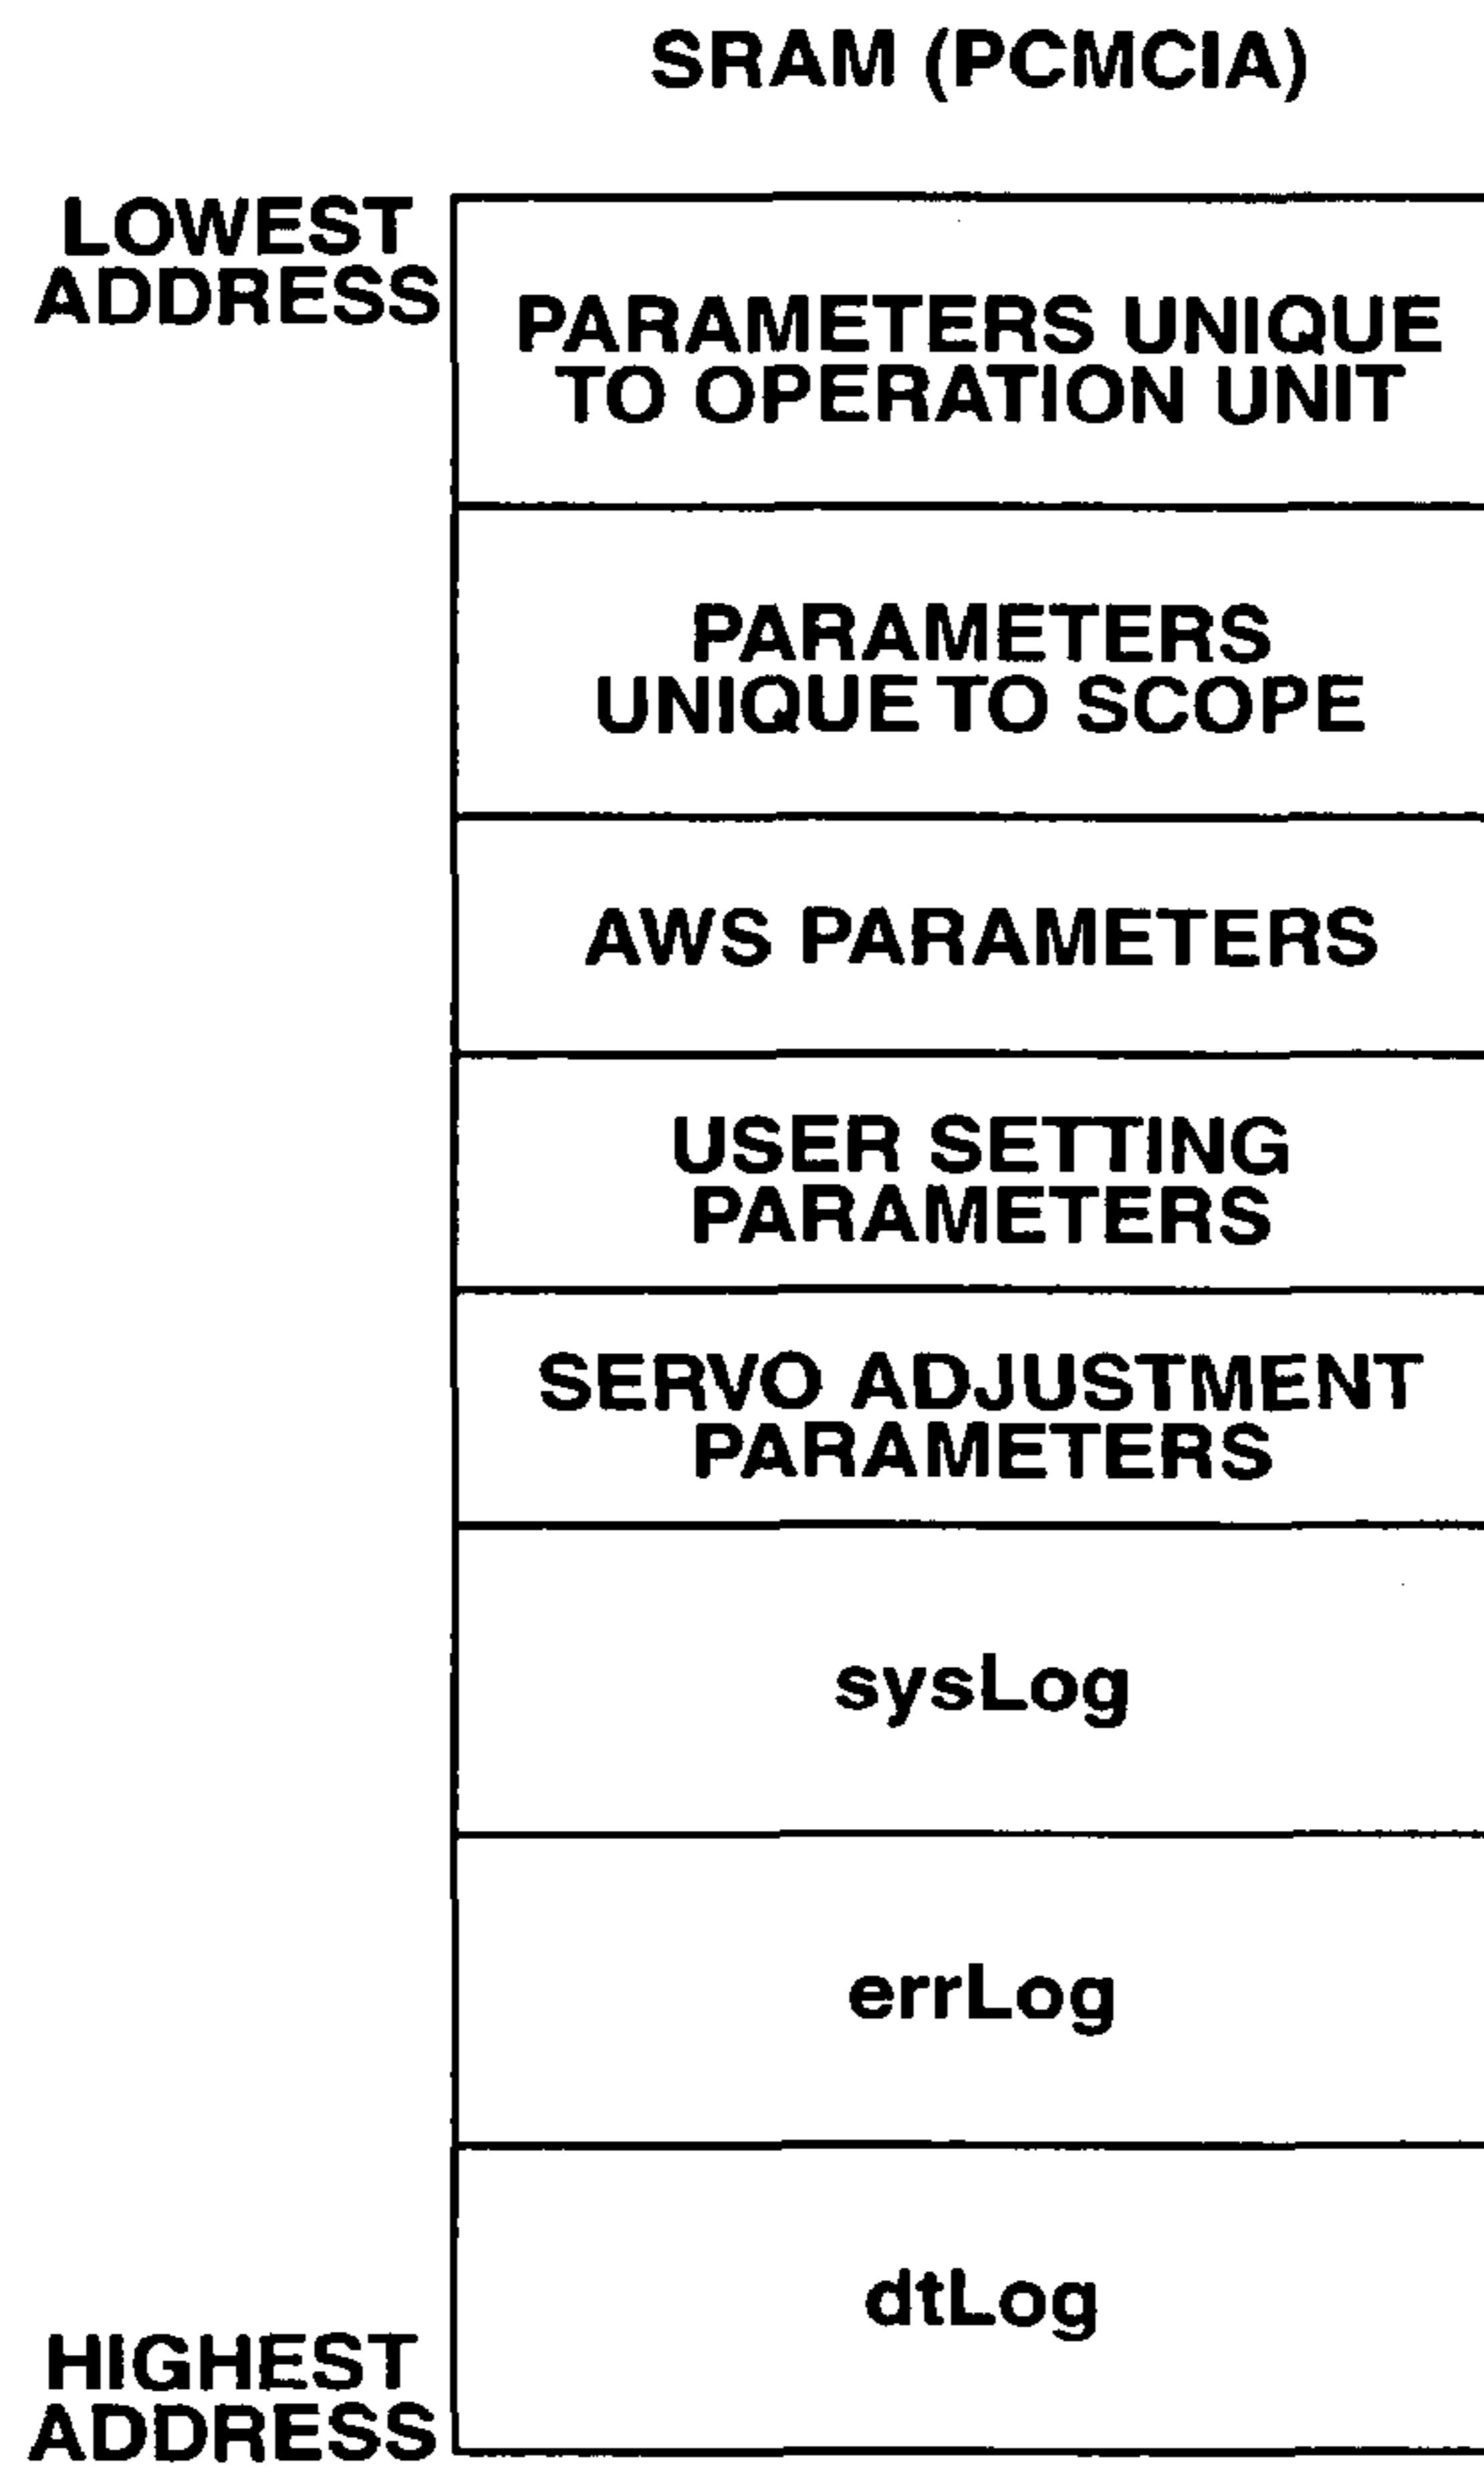 SRAM (PCMCIA)
LOWEST
ADDRESS
PARAMETERS UNIQUE
TO OPERATION UNIT
PARAMETERS
UNIQUE TO SCOPE
AWS PARAMETERS
USER SETTING
PARAMETERS
SERVO ADJUSTMENT
PARAMETERS
sysLog
errLog
dtLog
HIGHEST
ADDRESS